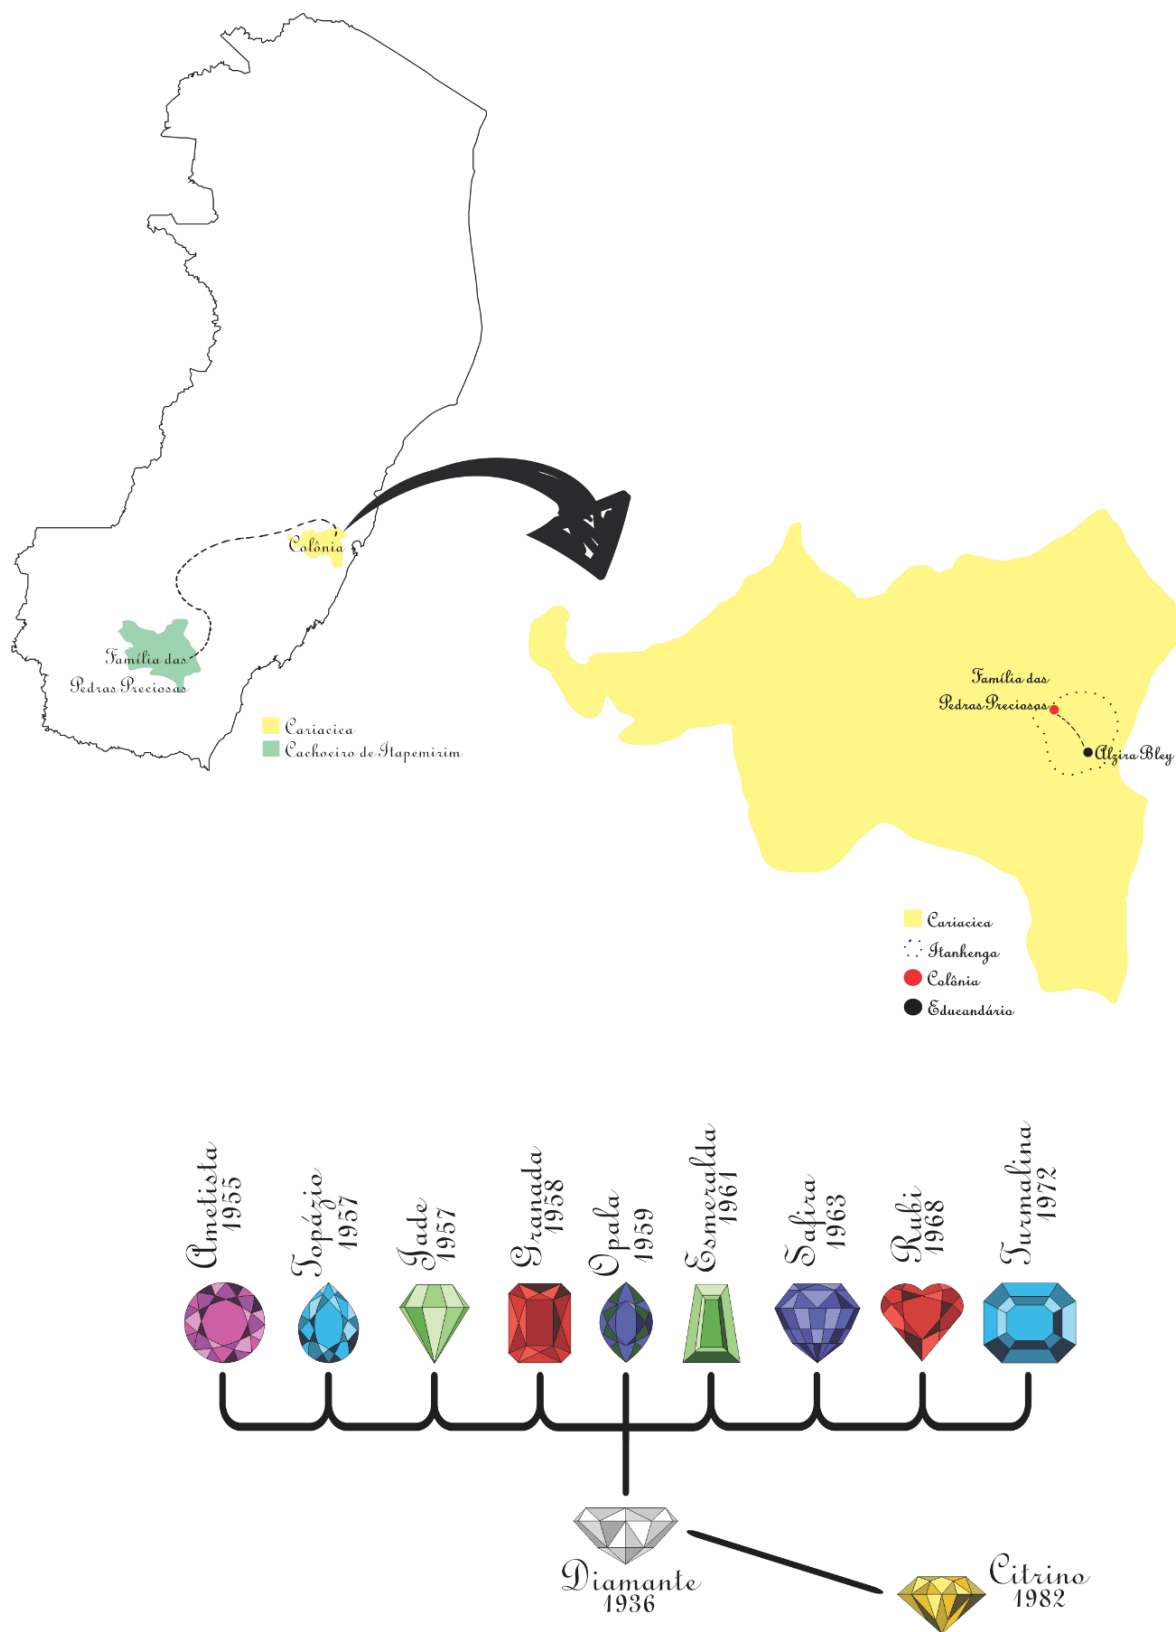 Colônia
Família das
Pedras Preciosas
Cariacica
Cachoeiro de Itapemirim
Família das
Pedras Preciosas
Alzira Bley
Cariacica
Itanhenga
Colônia
Educandário
Ametista
1955
Topázio
1957
Jade
1957
Granada
1958
Opala
1959
Esmeralda
1961
Safira
1963
Rubi
1968
Turmalina
1972
Diamante
1936
Citrino
1982